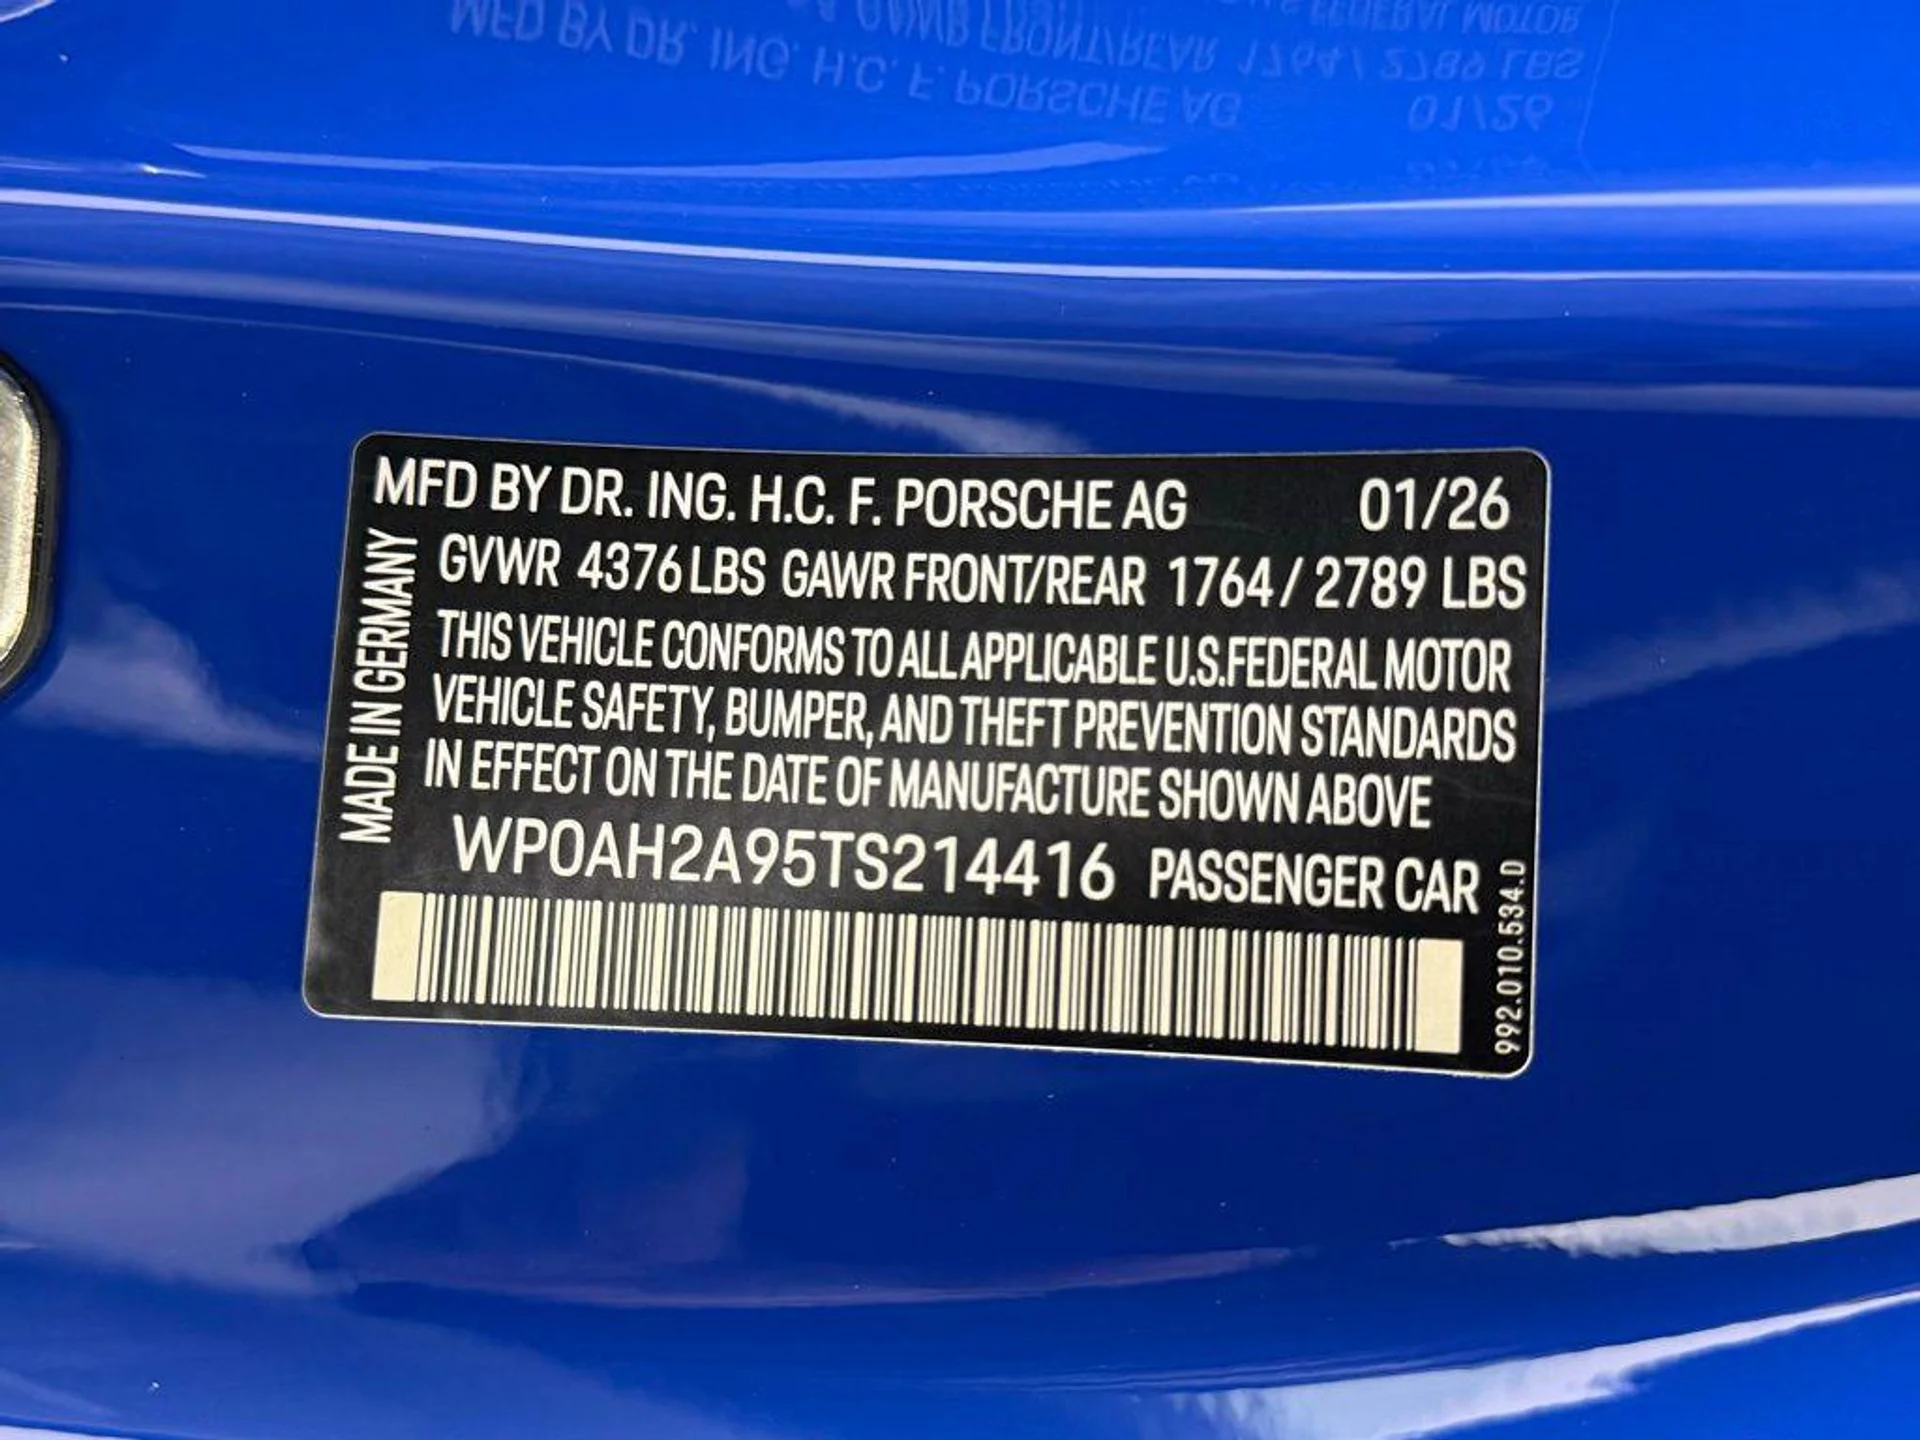 MFD BY DR. ING. H.C. F. PORSCHE AG 01/26
GVWR 4376 LBS GAWR FRONT/REAR 1764 / 2789 LBS
THIS VEHICLE CONFORMS TO ALL APPLICABLE U.S.FEDERAL MOTOR
VEHICLE SAFETY, BUMPER, AND THEFT PREVENTION STANDARDS
IN EFFECT ON THE DATE OF MANUFACTURE SHOWN ABOVE
WP0AH2A95TS214416 PASSENGER CAR
MADE IN GERMANY
992.010.534.D